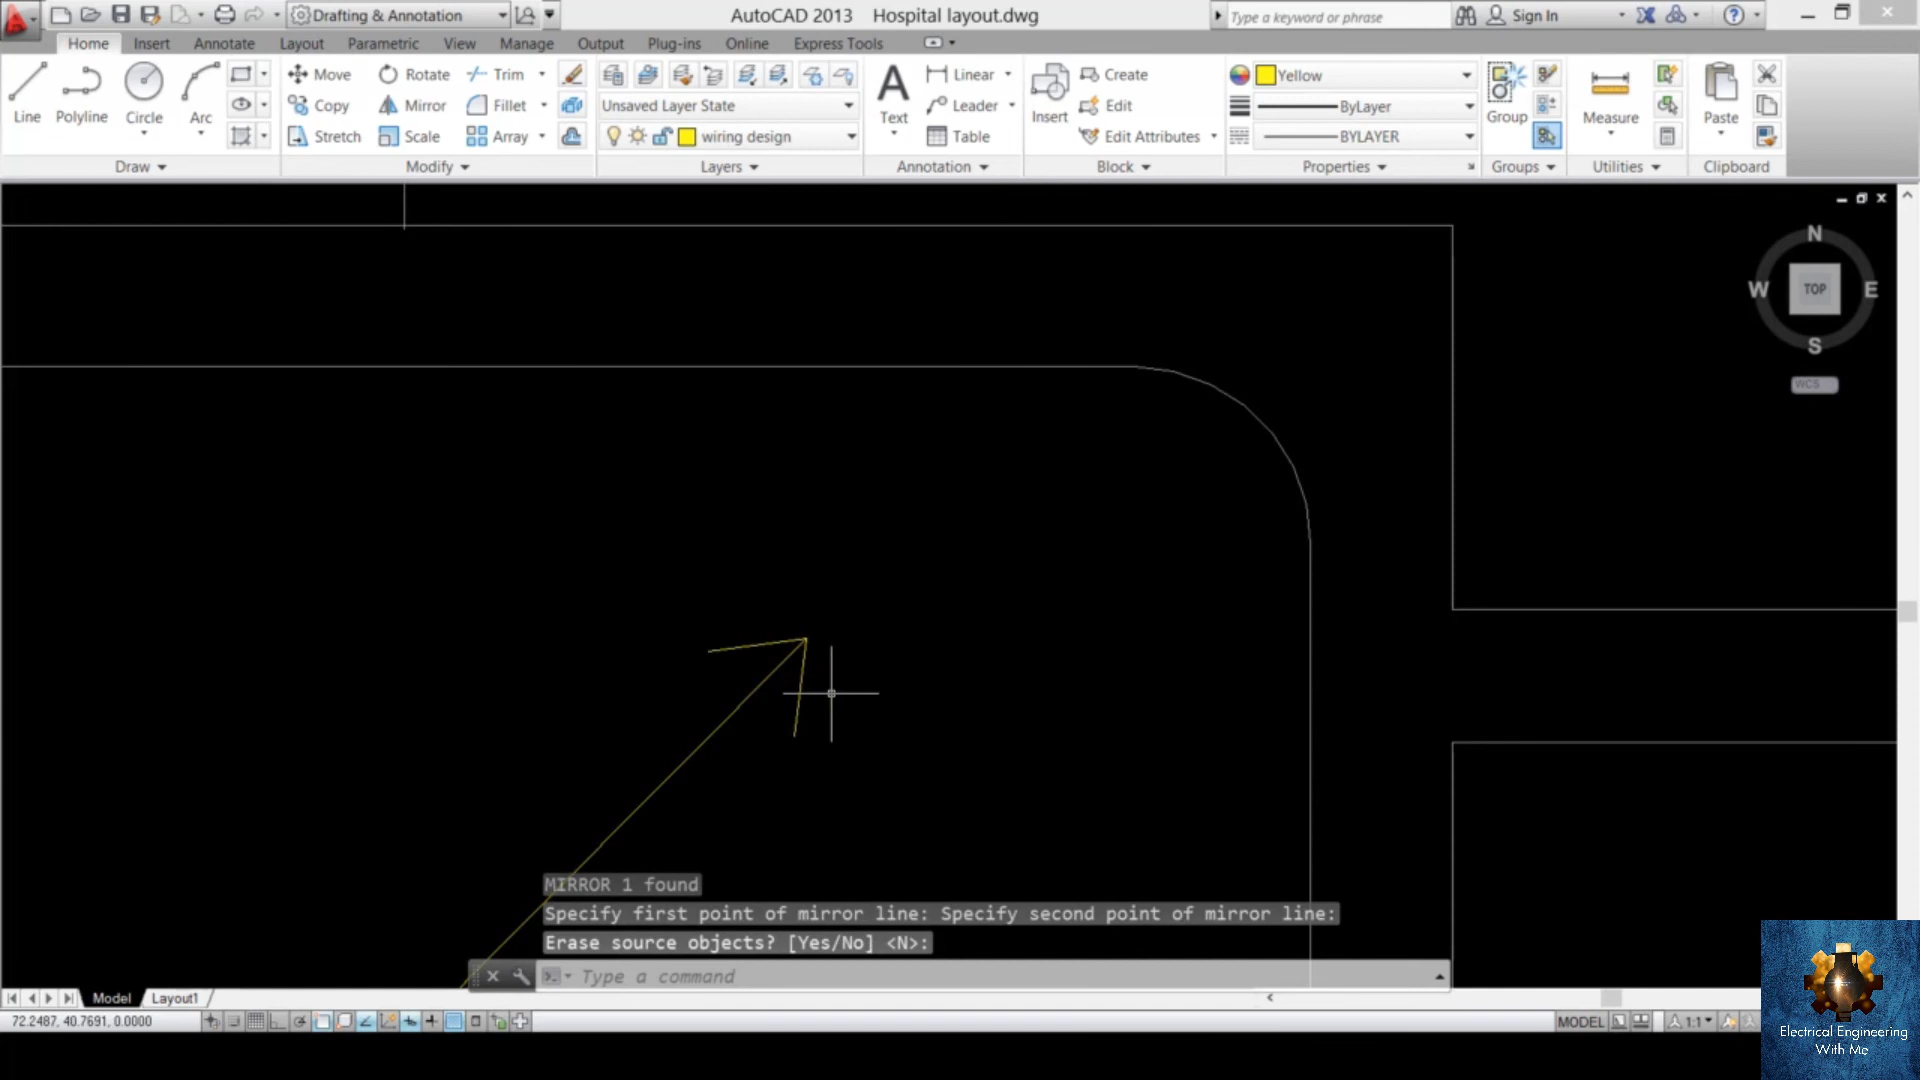 Drafting & Annotation
AutoCAD 2013 Hospital layout.dwg
Type a keyword or phrase
Sign In
Home Insert Annotate Layout Parametric View Manage Output Plug-ins Online Express Tools
Line Polyline Circle Arc
Move Rotate Trim
Copy Mirror Fillet
Stretch Scale Array
Unsaved Layer State
wiring design
A
Text
Linear
Leader
Table
Insert
Create
Edit
Edit Attributes
Yellow
ByLayer
BYLAYER
Group
Measure
Paste
Draw Modify Layers Annotation Block Properties Groups Utilities Clipboard
N
W TOP E
S
WCS
MIRROR 1 found
Specify first point of mirror line: Specify second point of mirror line:
Erase source objects? [Yes/No] <N>:
Type a command
Model Layout1
72.2487, 40.7691, 0.0000
MODEL 1:1
Electrical Engineering
With Me